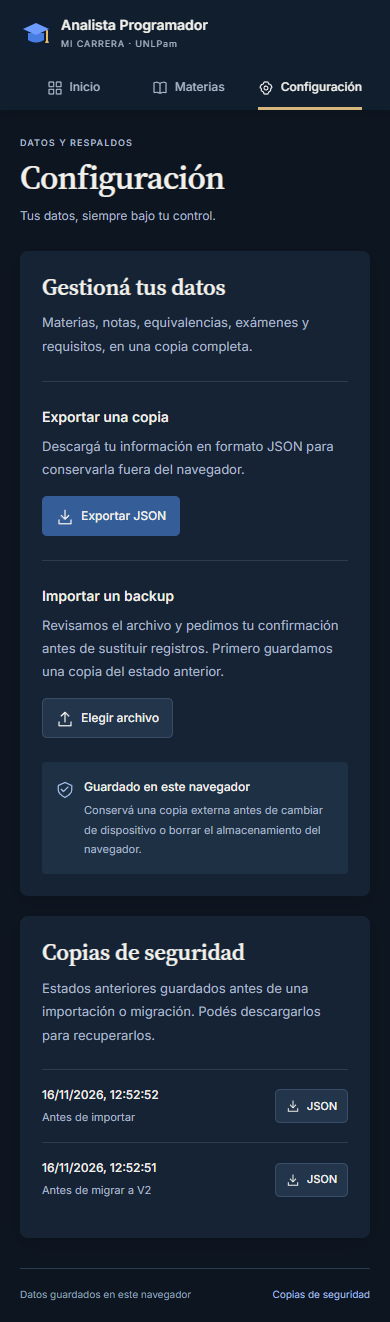 Analista Programador
MI CARRERA · UNLPam
Inicio
Materias
Configuración
DATOS Y RESPALDOS
Configuración
Tus datos, siempre bajo tu control.
Gestioná tus datos
Materias, notas, equivalencias, exámenes y
requisitos, en una copia completa.
Exportar una copia
Descargá tu información en formato JSON para
conservarla fuera del navegador.
Exportar JSON
Importar un backup
Revisamos el archivo y pedimos tu confirmación
antes de sustituir registros. Primero guardamos
una copia del estado anterior.
Elegir archivo
Guardado en este navegador
Conservá una copia externa antes de cambiar
de dispositivo o borrar el almacenamiento del
navegador.
Copias de seguridad
Estados anteriores guardados antes de una
importación o migración. Podés descargarlos
para recuperarlos.
16/11/2026, 12:52:52
Antes de importar
JSON
16/11/2026, 12:52:51
Antes de migrar a V2
JSON
Datos guardados en este navegador
Copias de seguridad